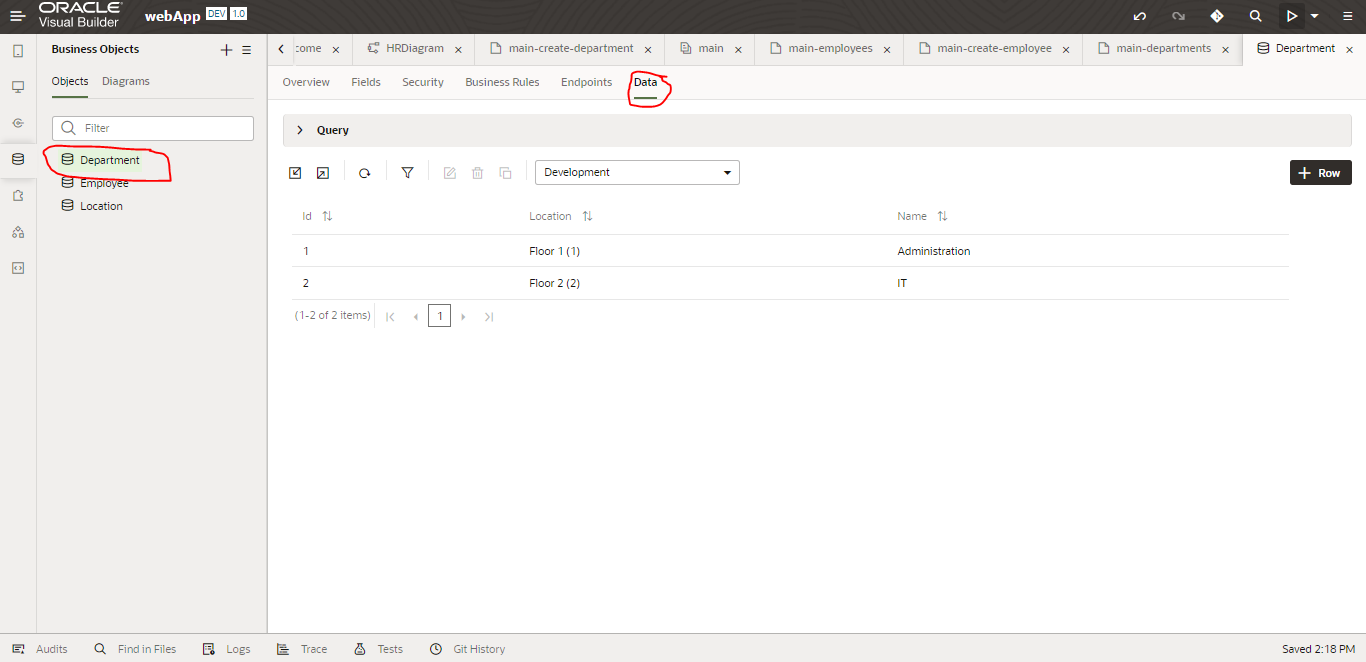 ORACLE
Visual Builder
webApp DEV 1.0
Business Objects
Objects Diagrams
Filter
Department
Employee
Location
come HRDiagram main-create-department main main-employees main-create-employee main-departments Department
Overview Fields Security Business Rules Endpoints Data
Query
Development
Row
Id Location Name
1 Floor 1 (1) Administration
2 Floor 2 (2) IT
(1-2 of 2 items) 1
Audits Find in Files Logs Trace Tests Git History Saved 2:18 PM